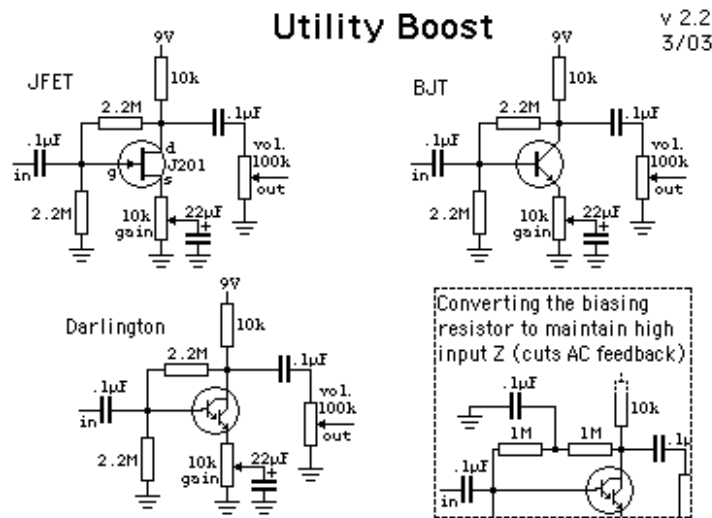 Utility Boost
v 2.2
3/03
JFET
9V
10k
2.2M
.1µF
.1µF
in
d
g
J201
s
vol.
100k
out
2.2M
10k
gain
22µF
+
BJT
9V
10k
2.2M
.1µF
.1µF
in
vol.
100k
out
2.2M
10k
gain
22µF
+
Darlington
9V
10k
2.2M
.1µF
.1µF
in
vol.
100k
out
2.2M
10k
gain
22µF
+
Converting the biasing
resistor to maintain high
input Z (cuts AC feedback)
.1µF
10k
1M
1M
.1µ
.1µF
in